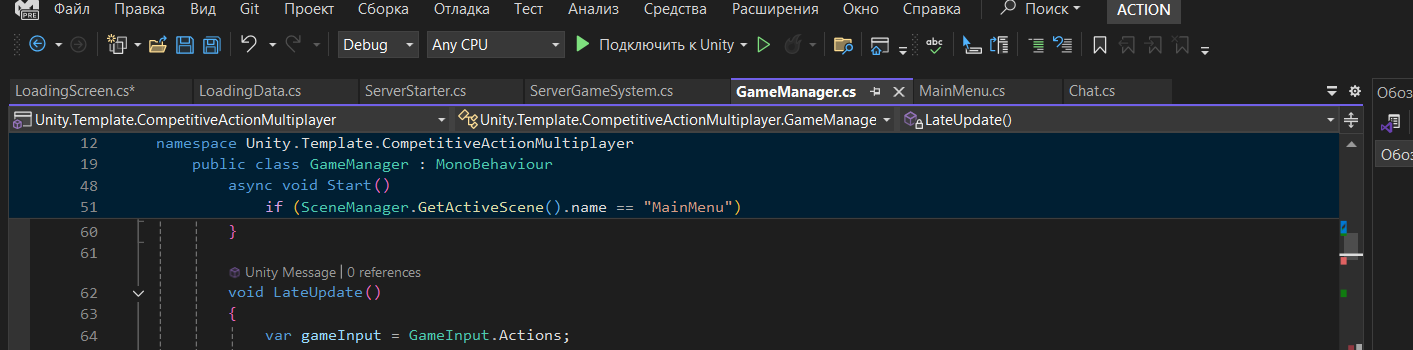 PRE Файл Правка Вид Git Проект Сборка Отладка Тест Анализ Средства Расширения Окно Справка Поиск ACTION
Debug Any CPU Подключить к Unity abc
LoadingScreen.cs* LoadingData.cs ServerStarter.cs ServerGameSystem.cs GameManager.cs MainMenu.cs Chat.cs Обоз
Unity.Template.CompetitiveActionMultiplayer Unity.Template.CompetitiveActionMultiplayer.GameManage LateUpdate()
12 namespace Unity.Template.CompetitiveActionMultiplayer
Обоз
19 public class GameManager : MonoBehaviour
48 async void Start()
51 if (SceneManager.GetActiveScene().name == "MainMenu")
60 }
61
Unity Message | 0 references
62 void LateUpdate()
63 {
64 var gameInput = GameInput.Actions;